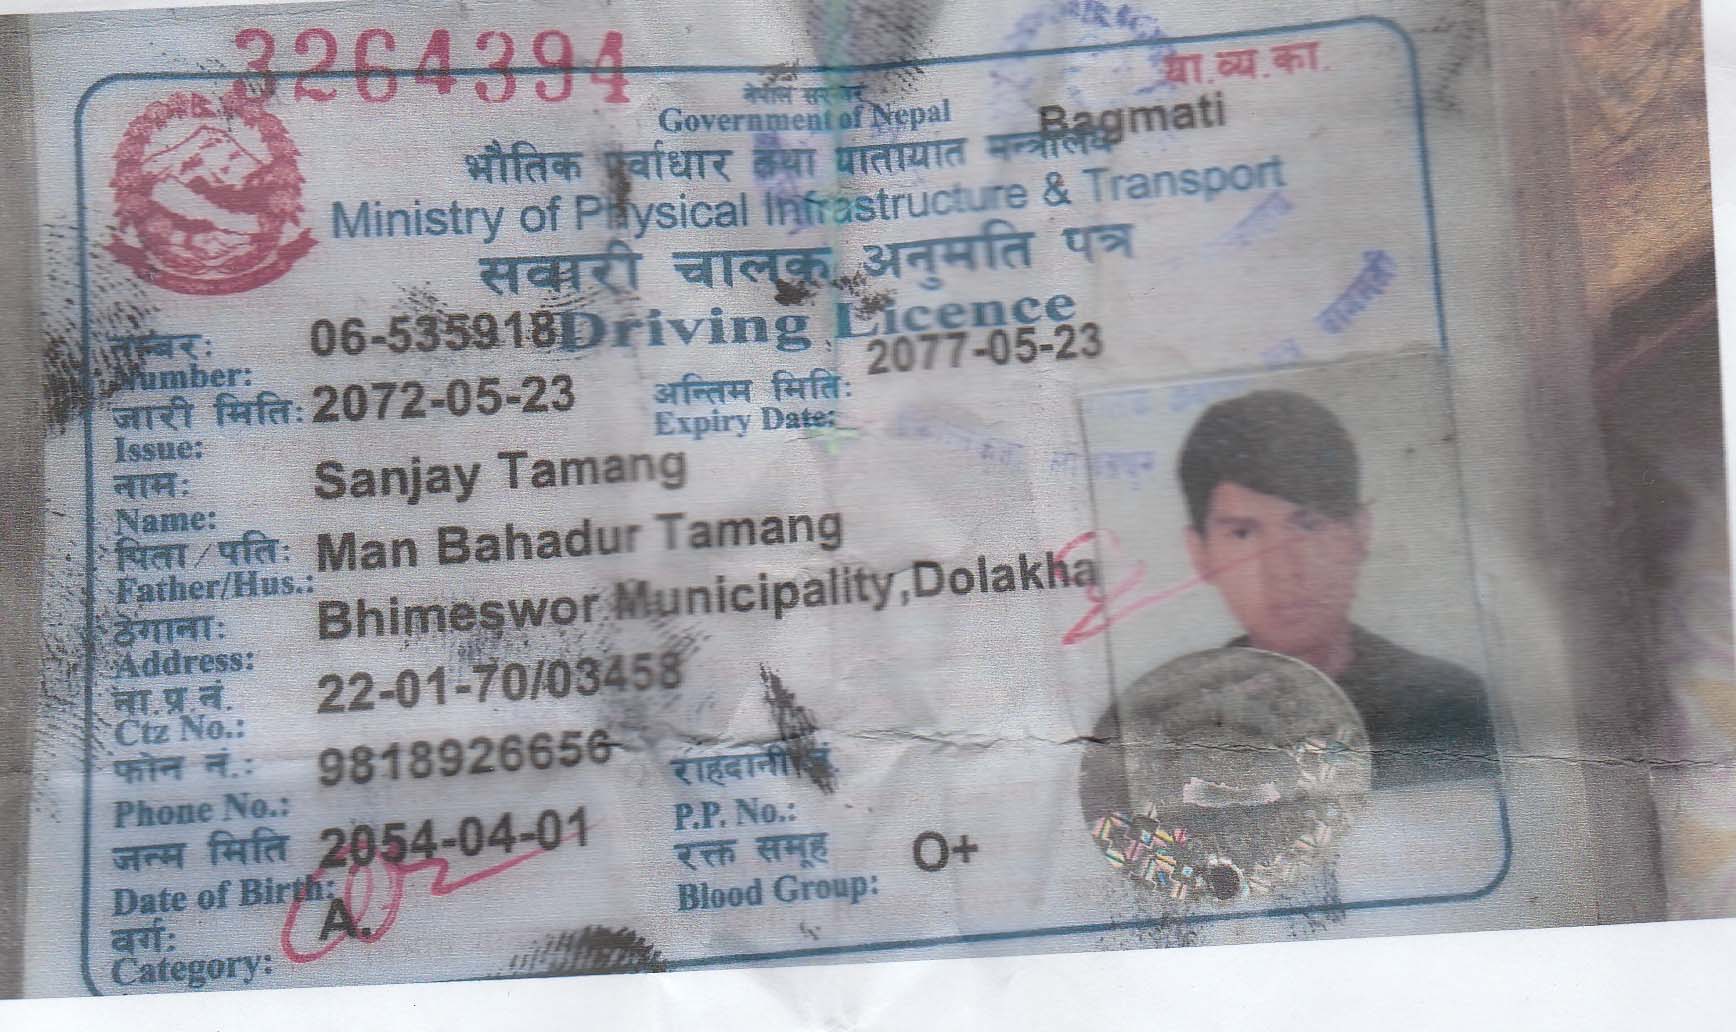 3264394
या.व्य.का.
नेपाल सरकार
Government of Nepal
Bagmati
भौतिक पूर्वाधार तथा यातायात मन्त्रालय
Ministry of Physical Infrastructure & Transport
सवारी चालक अनुमति पत्र
Driving Licence
नम्बर: 06-535918
Number:
जारी मिति: 2072-05-23
Issue:
अन्तिम मिति: 2077-05-23
Expiry Date:
नाम: Sanjay Tamang
Name:
पिता/पति: Man Bahadur Tamang
Father/Hus.:
ठेगाना: Bhimeswor Municipality,Dolakha
Address:
ना.प्र.नं. 22-01-70/03458
Ctz No.:
फोन नं.: 9818926656
Phone No.:
राहदानी नं
P.P. No.:
जन्म मिति 2054-04-01
Date of Birth:
रक्त समूह O+
Blood Group:
वर्ग: A.
Category: